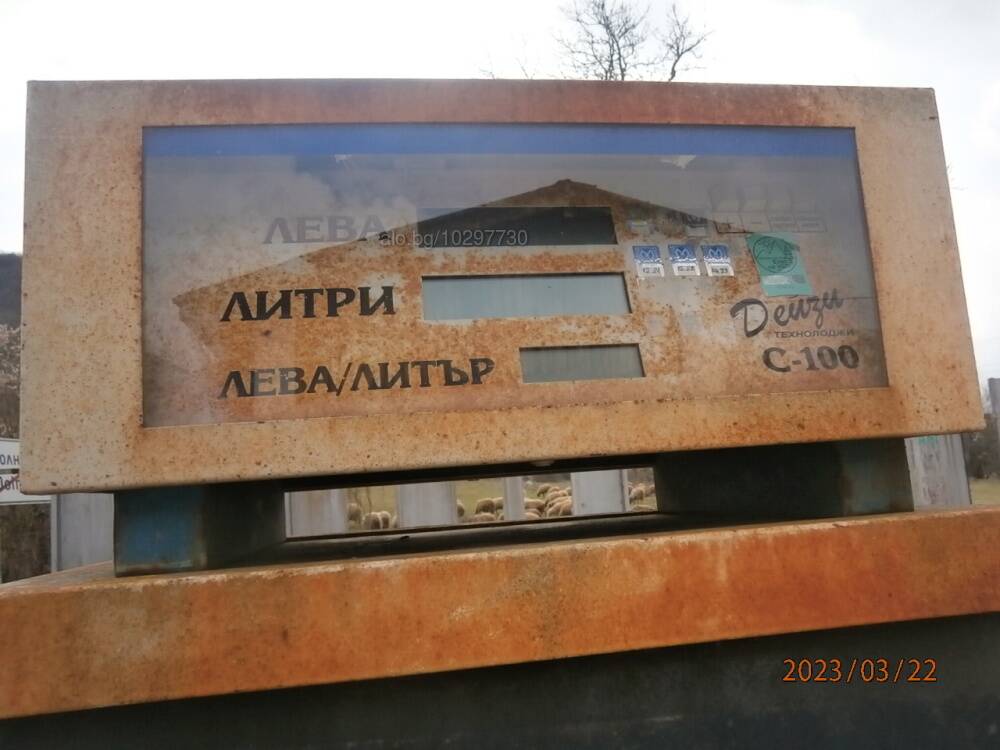 ЛЕВА
alo.bg/10297730
ЛИТРИ
Дейзи
ТЕХНОЛОДЖИ
ЛЕВА/ЛИТЪР
С-100
2023/03/22